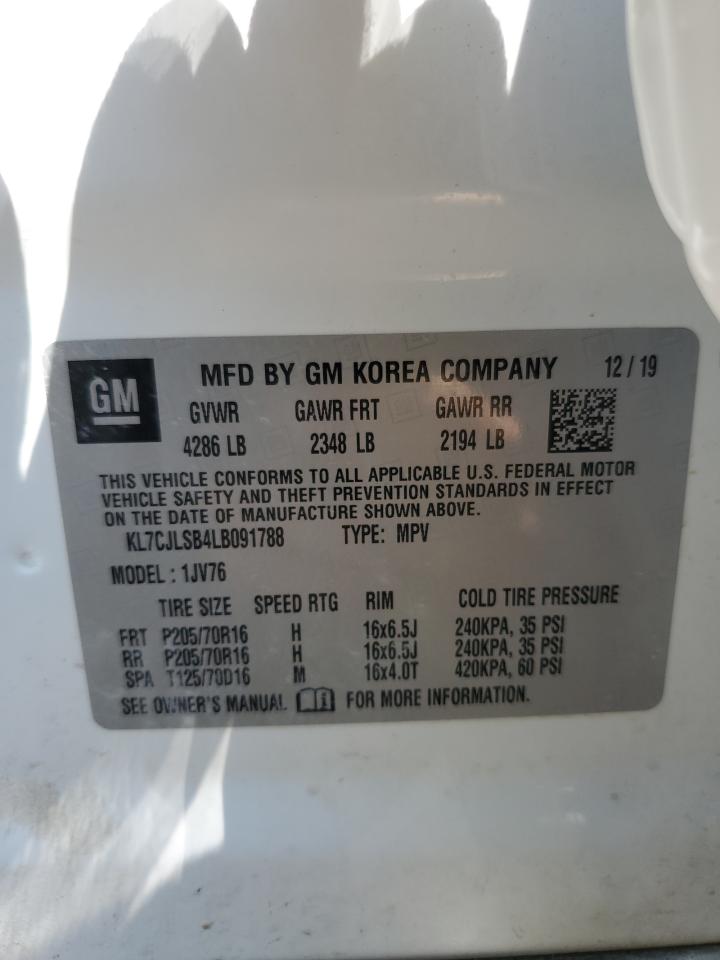 GM MFD BY GM KOREA COMPANY 12/19
GVWR GAWR FRT GAWR RR
4286 LB 2348 LB 2194 LB
THIS VEHICLE CONFORMS TO ALL APPLICABLE U.S. FEDERAL MOTOR
VEHICLE SAFETY AND THEFT PREVENTION STANDARDS IN EFFECT
ON THE DATE OF MANUFACTURE SHOWN ABOVE.
KL7CJLSB4LB091788 TYPE: MPV
MODEL : 1JV76
TIRE SIZE SPEED RTG RIM COLD TIRE PRESSURE
FRT P205/70R16 H 16x6.5J 240KPA, 35 PSI
RR P205/70R16 H 16x6.5J 240KPA, 35 PSI
SPA T125/70D16 M 16x4.0T 420KPA, 60 PSI
SEE OWNER'S MANUAL FOR MORE INFORMATION.